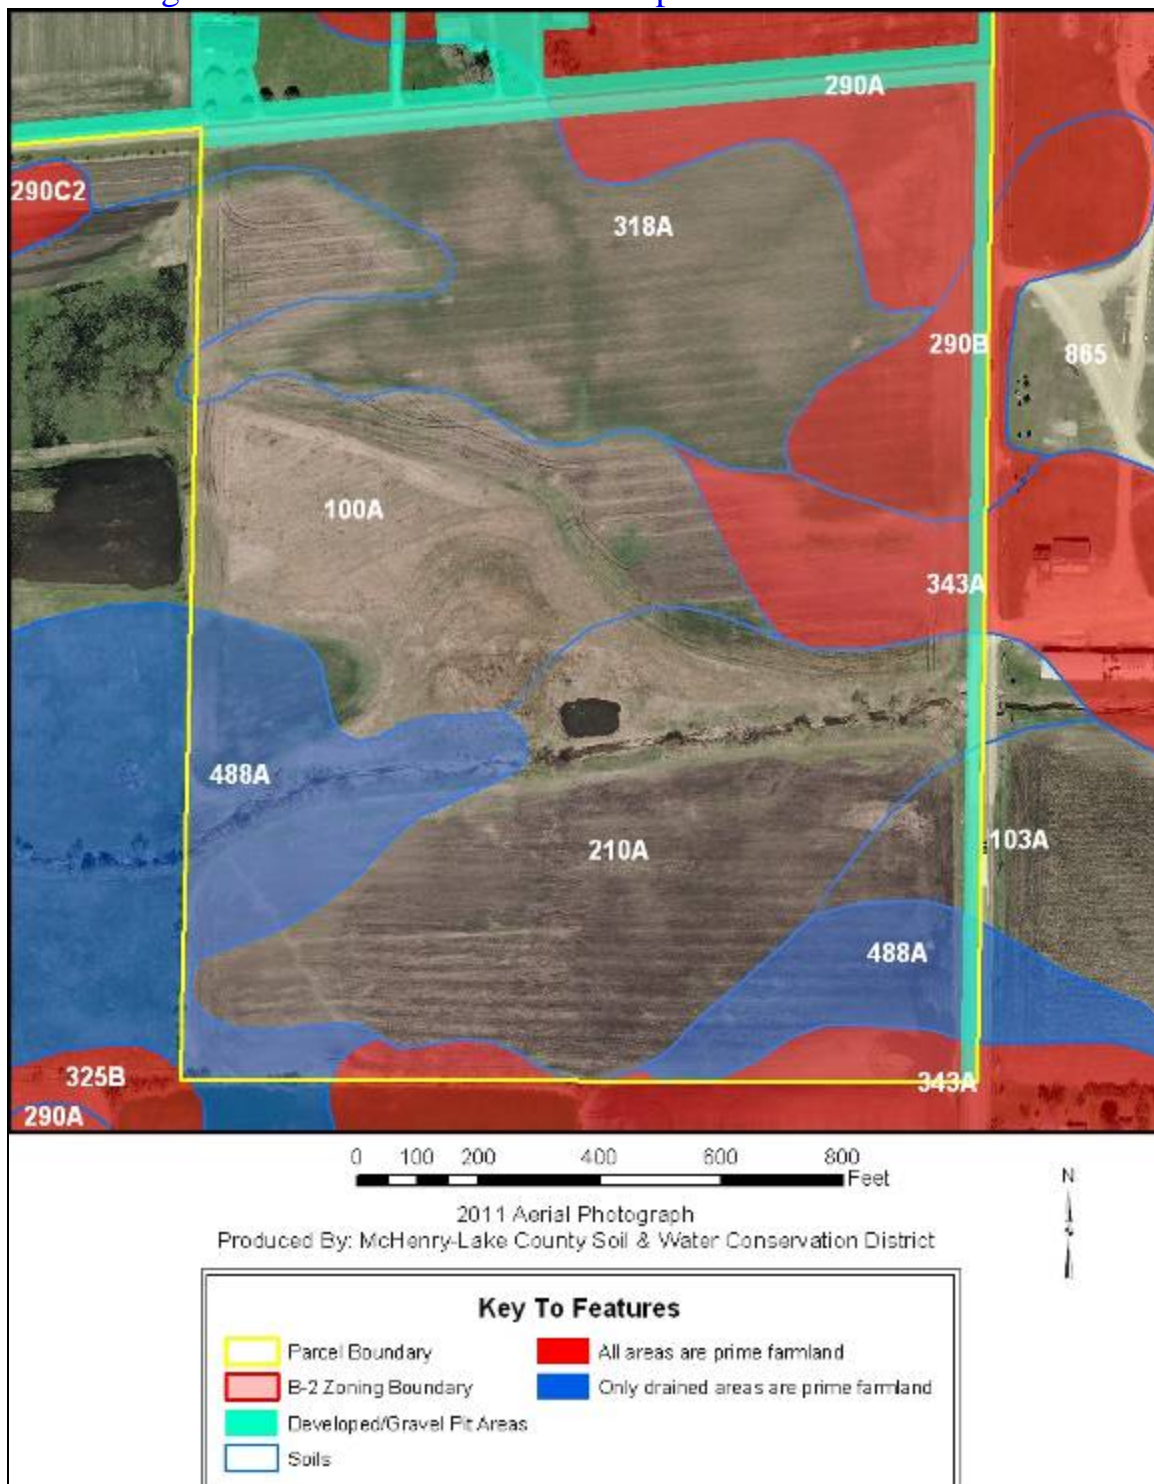 290A
290C2
318A
290B
865
100A
343A
488A
210A
103A
488A
325B
343A
290A
0 100 200 400 600 800
Feet
N
2011 Aerial Photograph
Produced By: McHenry-Lake County Soil & Water Conservation District
Key To Features
Parcel Boundary
All areas are prime farmland
B-2 Zoning Boundary
Only drained areas are prime farmland
Developed/Gravel Pit Areas
Soils